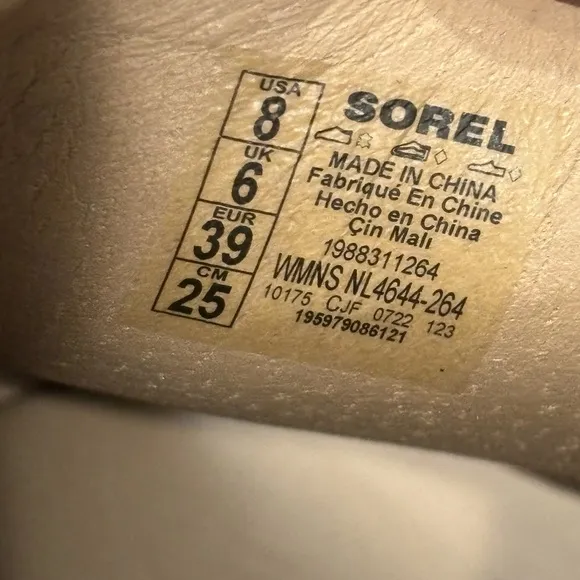 USA
8
UK
6
EUR
39
CM
25
SOREL
MADE IN CHINA
Fabriqué En Chine
Hecho en China
Çin Malı
1988311264
WMNS NL4644-264
10175 CJF 0722 123
195979086121